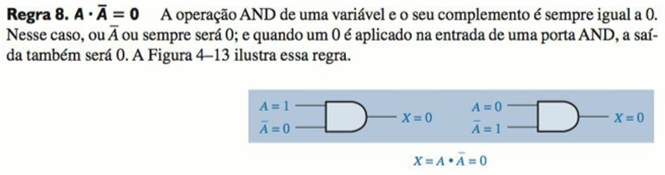 Regra 8. A · A̅ = 0 A operação AND de uma variável e o seu complemento é sempre igual a 0.
Nesse caso, ou A̅ ou sempre será 0; e quando um 0 é aplicado na entrada de uma porta AND, a saí-
da também será 0. A Figura 4–13 ilustra essa regra.
A = 1
A̅ = 0
X = 0
A = 0
A̅ = 1
X = 0
X = A • A̅ = 0